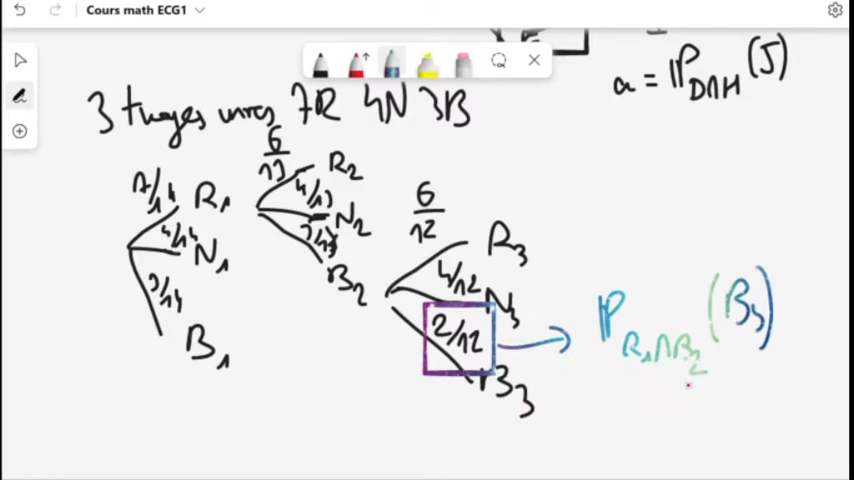 Cours math ECG1
a = ℙ_{D∩H} (J)
3 tirages urnes 7R 4N 3B
7/14 R₁ 6/13 R₂
4/14 N₁ 4/13 N₂
3/14 B₁ 3/13 B₂
6/12 R₃
4/12 N₃
2/12 B₃ → ℙ_{R₁∩B₂} (B₃)